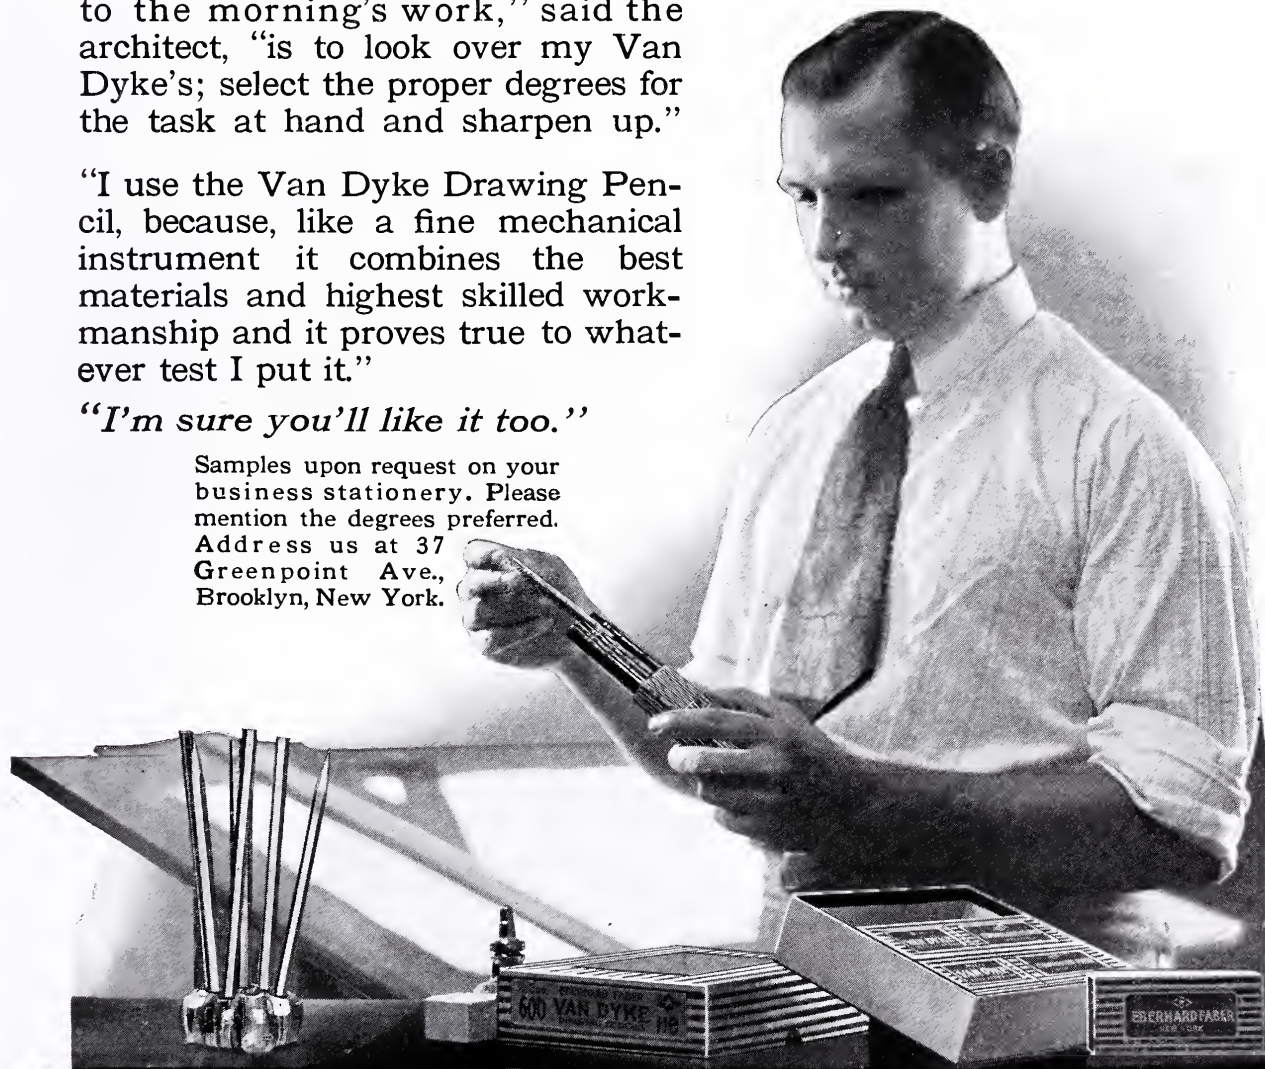 to the morning's work," said the
architect, "is to look over my Van
Dyke's; select the proper degrees for
the task at hand and sharpen up."
"I use the Van Dyke Drawing Pen-
cil, because, like a fine mechanical
instrument it combines the best
materials and highest skilled work-
manship and it proves true to what-
ever test I put it."
"I'm sure you'll like it too."
Samples upon request on your
business stationery. Please
mention the degrees preferred.
Address us at 37
Greenpoint Ave.,
Brooklyn, New York.
EBERHARD FABER
600 VAN DYKE
EBERHARD FABER
NEW YORK